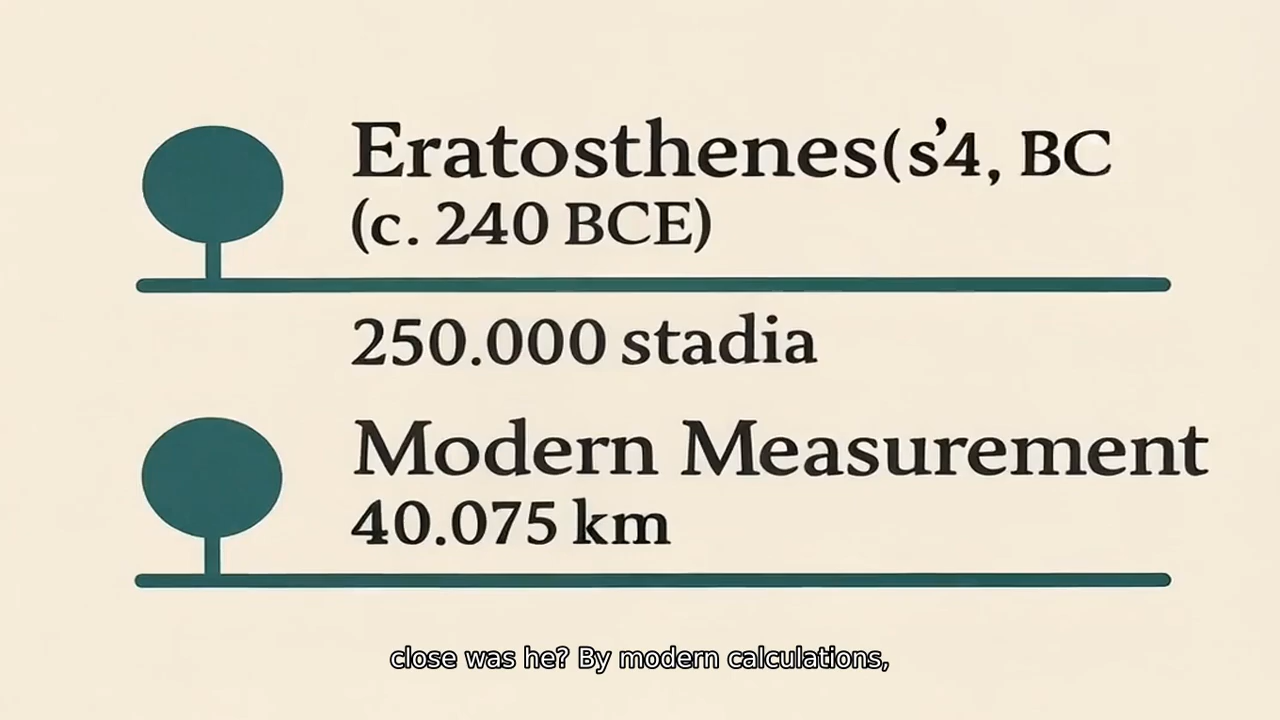 Eratosthenes(s’4, BC
(c. 240 BCE)
250.000 stadia
Modern Measurement
40.075 km
close was he? By modern calculations,